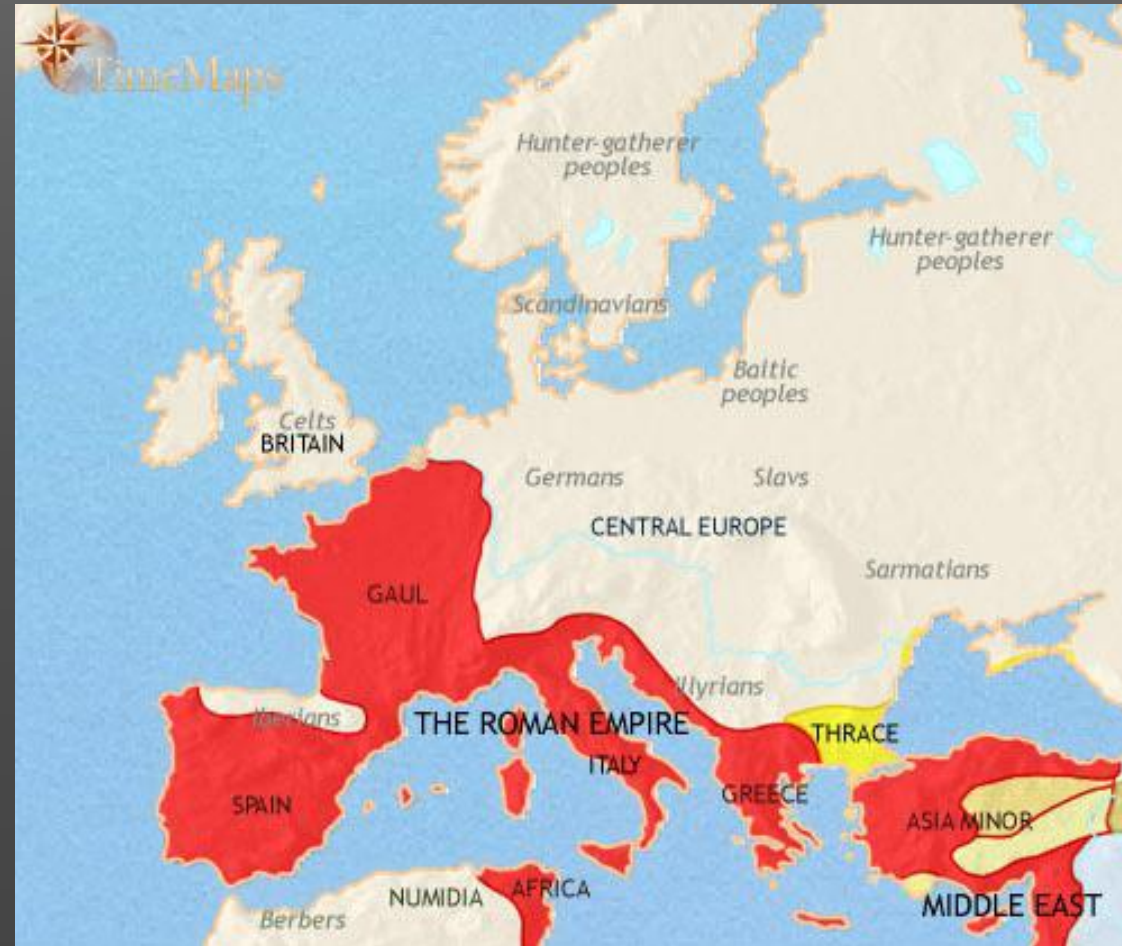 TimeMaps
Hunter-gatherer
peoples
Hunter-gatherer
peoples
Scandinavians
Baltic
peoples
Celts
BRITAIN
Germans
Slavs
CENTRAL EUROPE
Sarmatians
GAUL
Illyrians
Iberians
THE ROMAN EMPIRE
THRACE
ITALY
SPAIN
GREECE
ASIA MINOR
NUMIDIA
AFRICA
MIDDLE EAST
Berbers